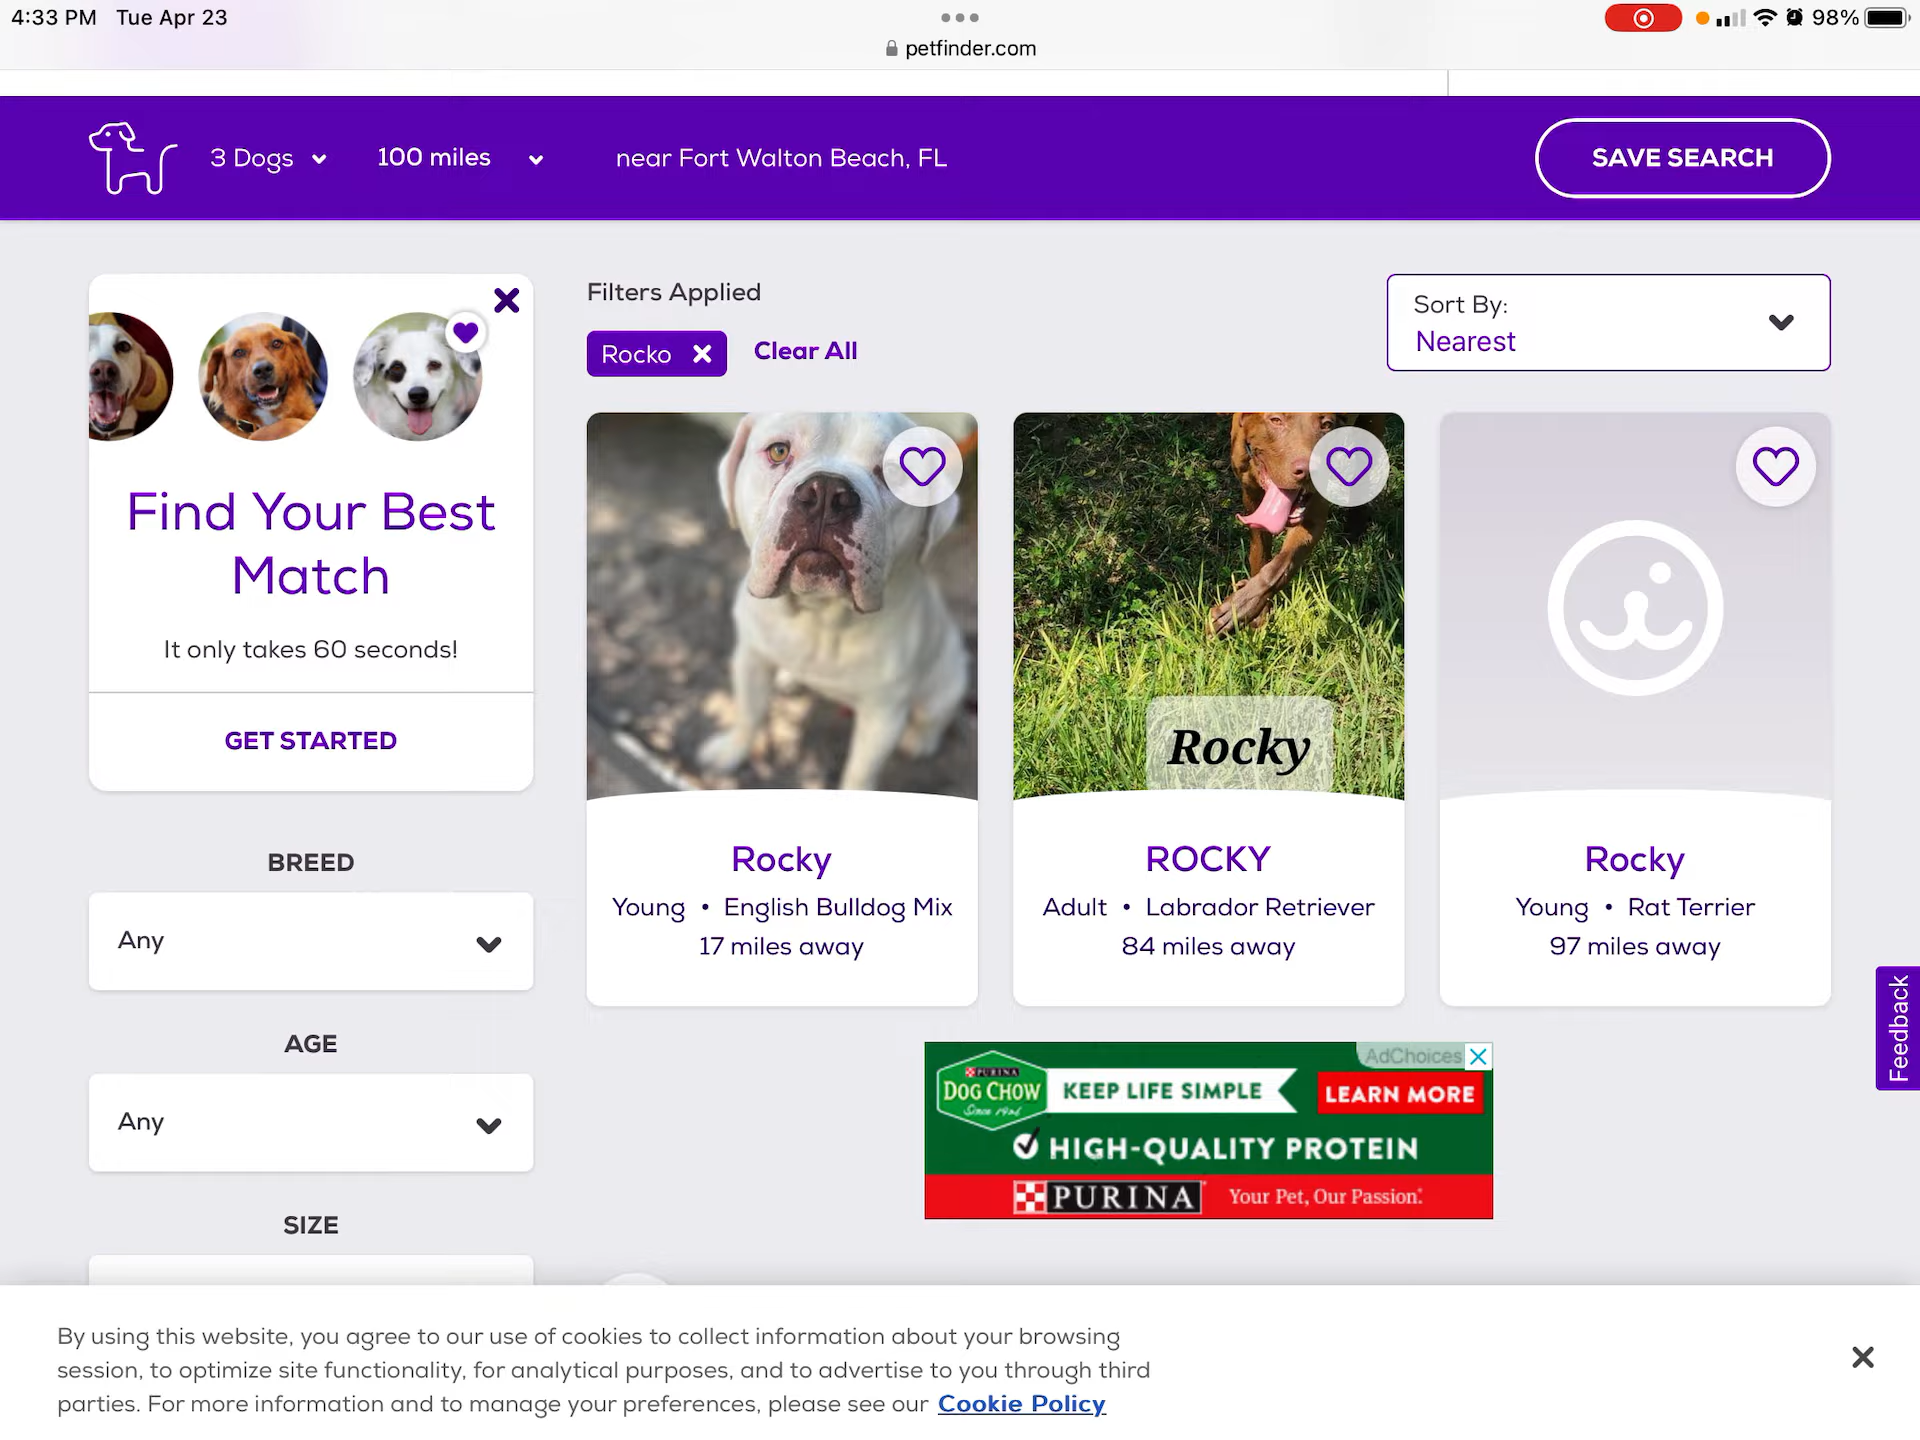 4:33 PM Tue Apr 23
98%
petfinder.com
3 Dogs
100 miles
near Fort Walton Beach, FL
SAVE SEARCH
Find Your Best
Match
It only takes 60 seconds!
GET STARTED
BREED
Any
AGE
Any
SIZE
Filters Applied
Rocko
Clear All
Sort By:
Nearest
Rocky
Rocky
Young • English Bulldog Mix
17 miles away
ROCKY
Adult • Labrador Retriever
84 miles away
Rocky
Young • Rat Terrier
97 miles away
Feedback
AdChoices
PURINA
DOG CHOW
Since 1926
KEEP LIFE SIMPLE
LEARN MORE
HIGH-QUALITY PROTEIN
PURINA
Your Pet, Our Passion.
By using this website, you agree to our use of cookies to collect information about your browsing
session, to optimize site functionality, for analytical purposes, and to advertise to you through third
parties. For more information and to manage your preferences, please see our Cookie Policy